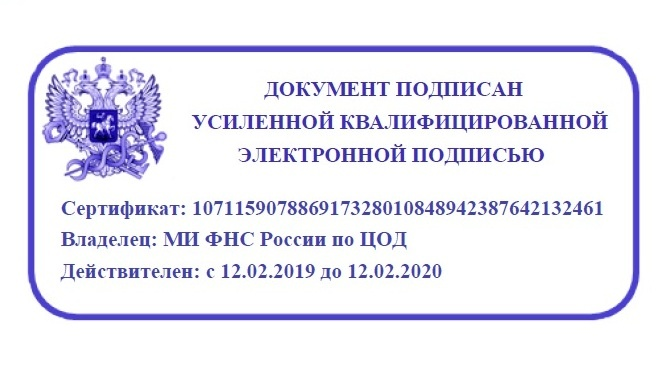 ДОКУМЕНТ ПОДПИСАН
УСИЛЕННОЙ КВАЛИФИЦИРОВАННОЙ
ЭЛЕКТРОННОЙ ПОДПИСЬЮ
Сертификат: 107115907886917328010848942387642132461
Владелец: МИ ФНС России по ЦОД
Действителен: с 12.02.2019 до 12.02.2020